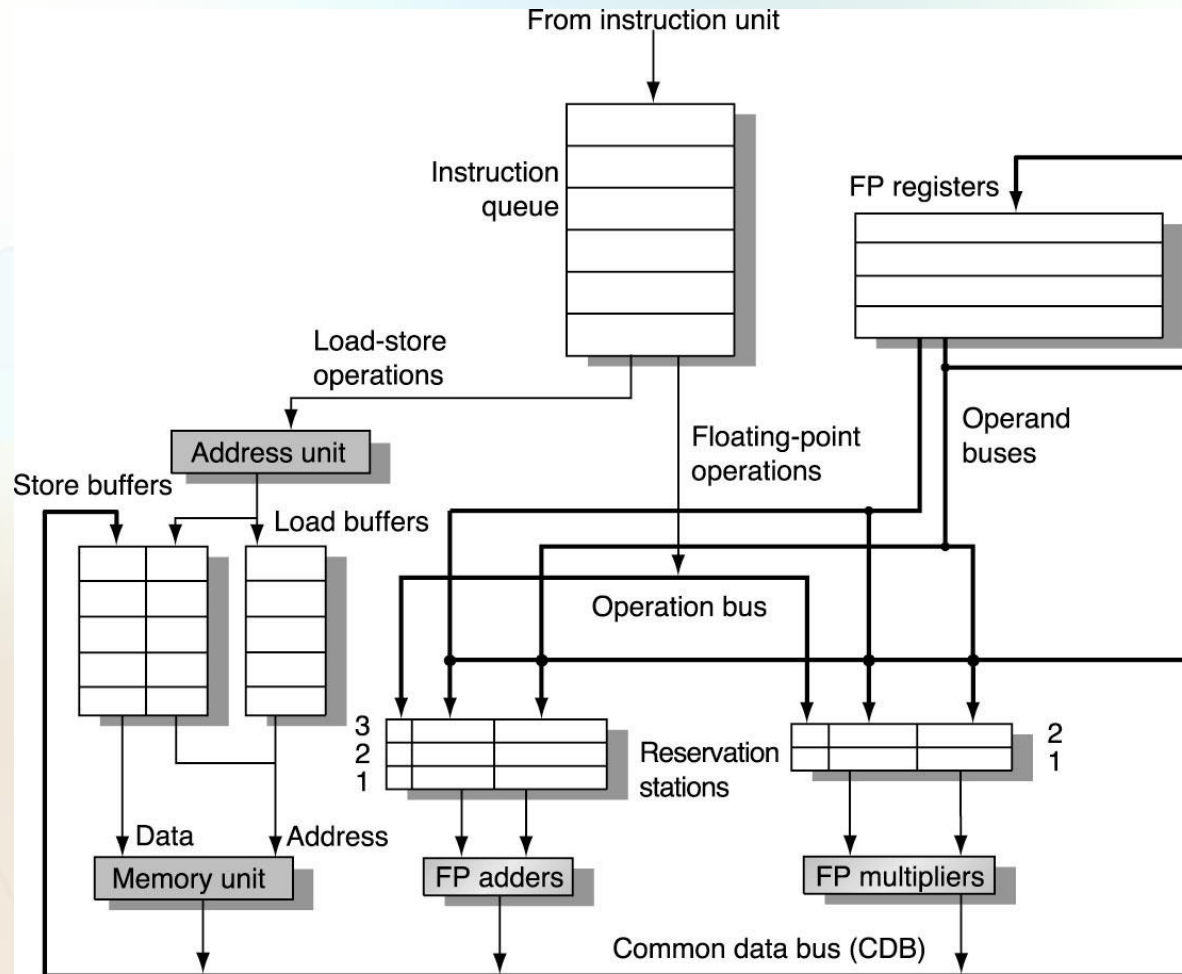 From instruction unit
Instruction
queue
FP registers
Load-store
operations
Address unit
Floating-point
operations
Operand
buses
Store buffers
Load buffers
Operation bus
3
2
1
Reservation
stations
2
1
Data
Address
Memory unit
FP adders
FP multipliers
Common data bus (CDB)